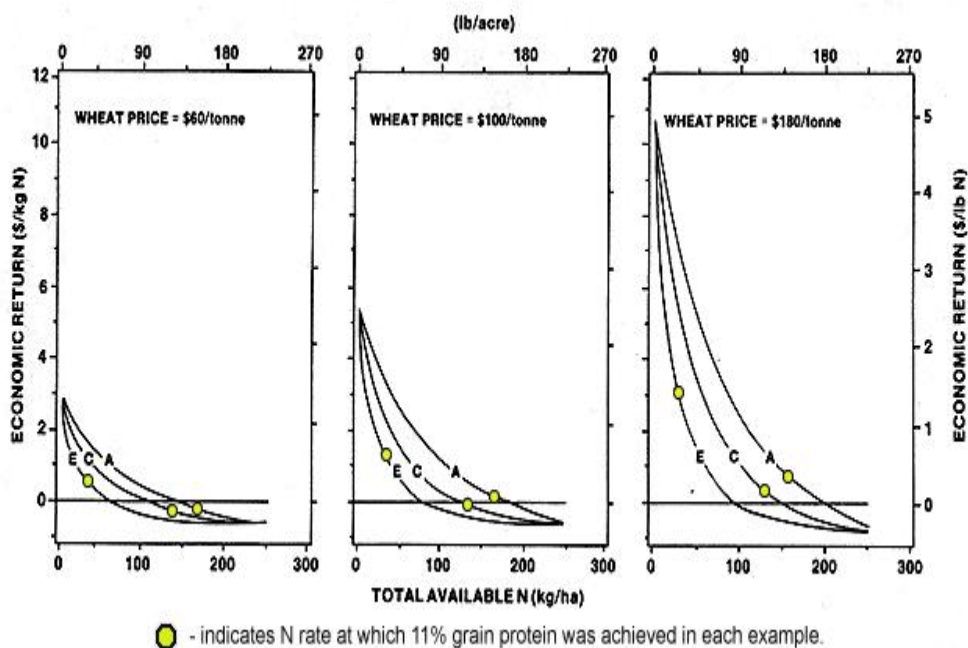 (lb/acre)
0 90 180 270 0 90 180 270 0 90 180 270
WHEAT PRICE = $60/tonne
WHEAT PRICE = $100/tonne
WHEAT PRICE = $180/tonne
ECONOMIC RETURN ($/kg N)
12
10
8
6
4
2
0
E C A
E C A
E C A
5
4
3
2
1
0
ECONOMIC RETURN ($/lb N)
0 100 200 300 0 100 200 300 0 100 200 300
TOTAL AVAILABLE N (kg/ha)
- indicates N rate at which 11% grain protein was achieved in each example.